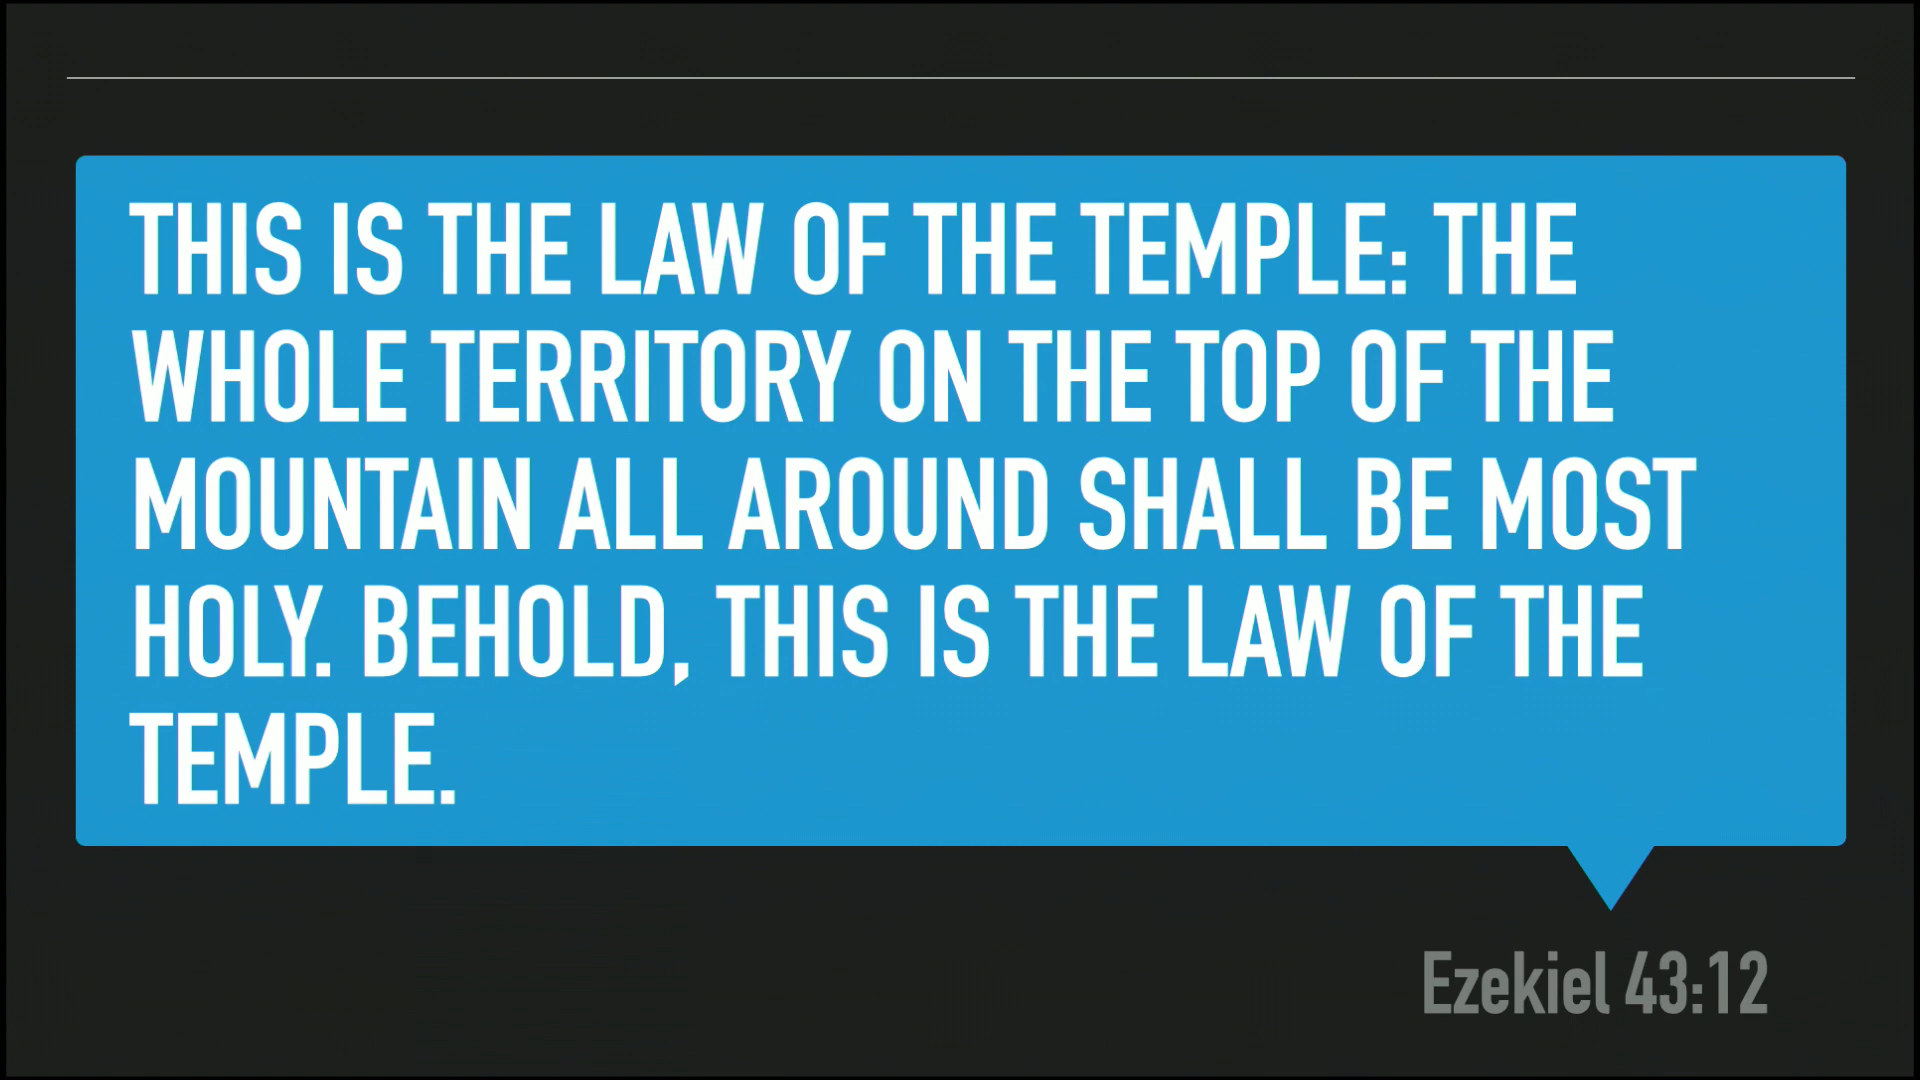 THIS IS THE LAW OF THE TEMPLE: THE
WHOLE TERRITORY ON THE TOP OF THE
MOUNTAIN ALL AROUND SHALL BE MOST
HOLY. BEHOLD, THIS IS THE LAW OF THE
TEMPLE.
Ezekiel 43:12